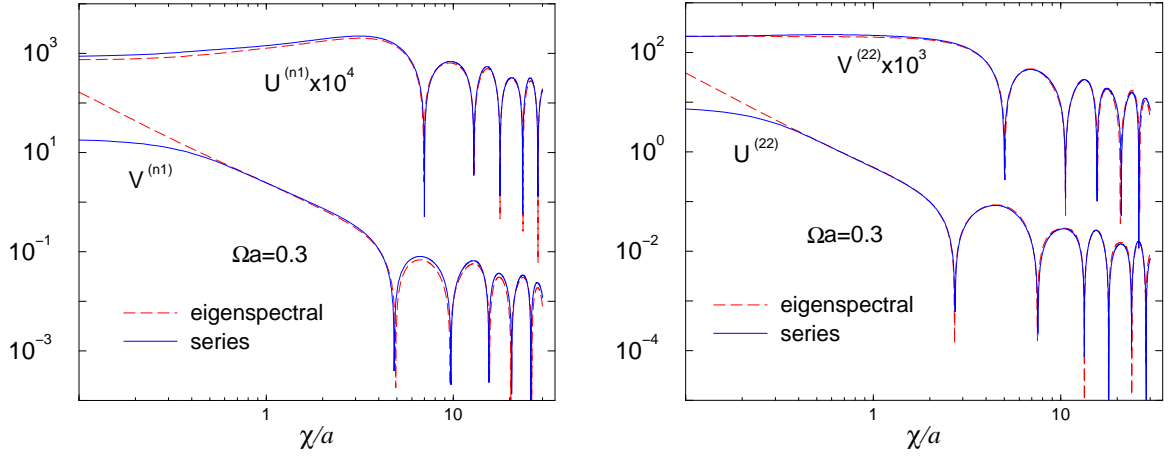 10^3
U^(n1)x10^4
10^1
V^(n1)
10^-1
Ωa=0.3
eigenspectral
series
10^-3
1
10
χ/a
10^2
V^(22)x10^3
10^0
U^(22)
10^-2
Ωa=0.3
eigenspectral
series
10^-4
1
10
χ/a